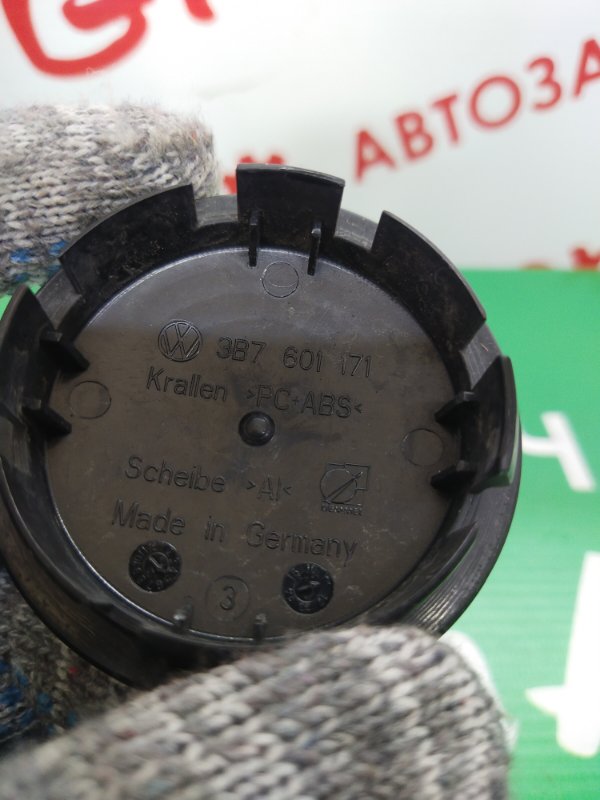 АВТОЗА
3B7 601 171
Krallen >PC+ABS<
Scheibe >Al<
Made in Germany
3